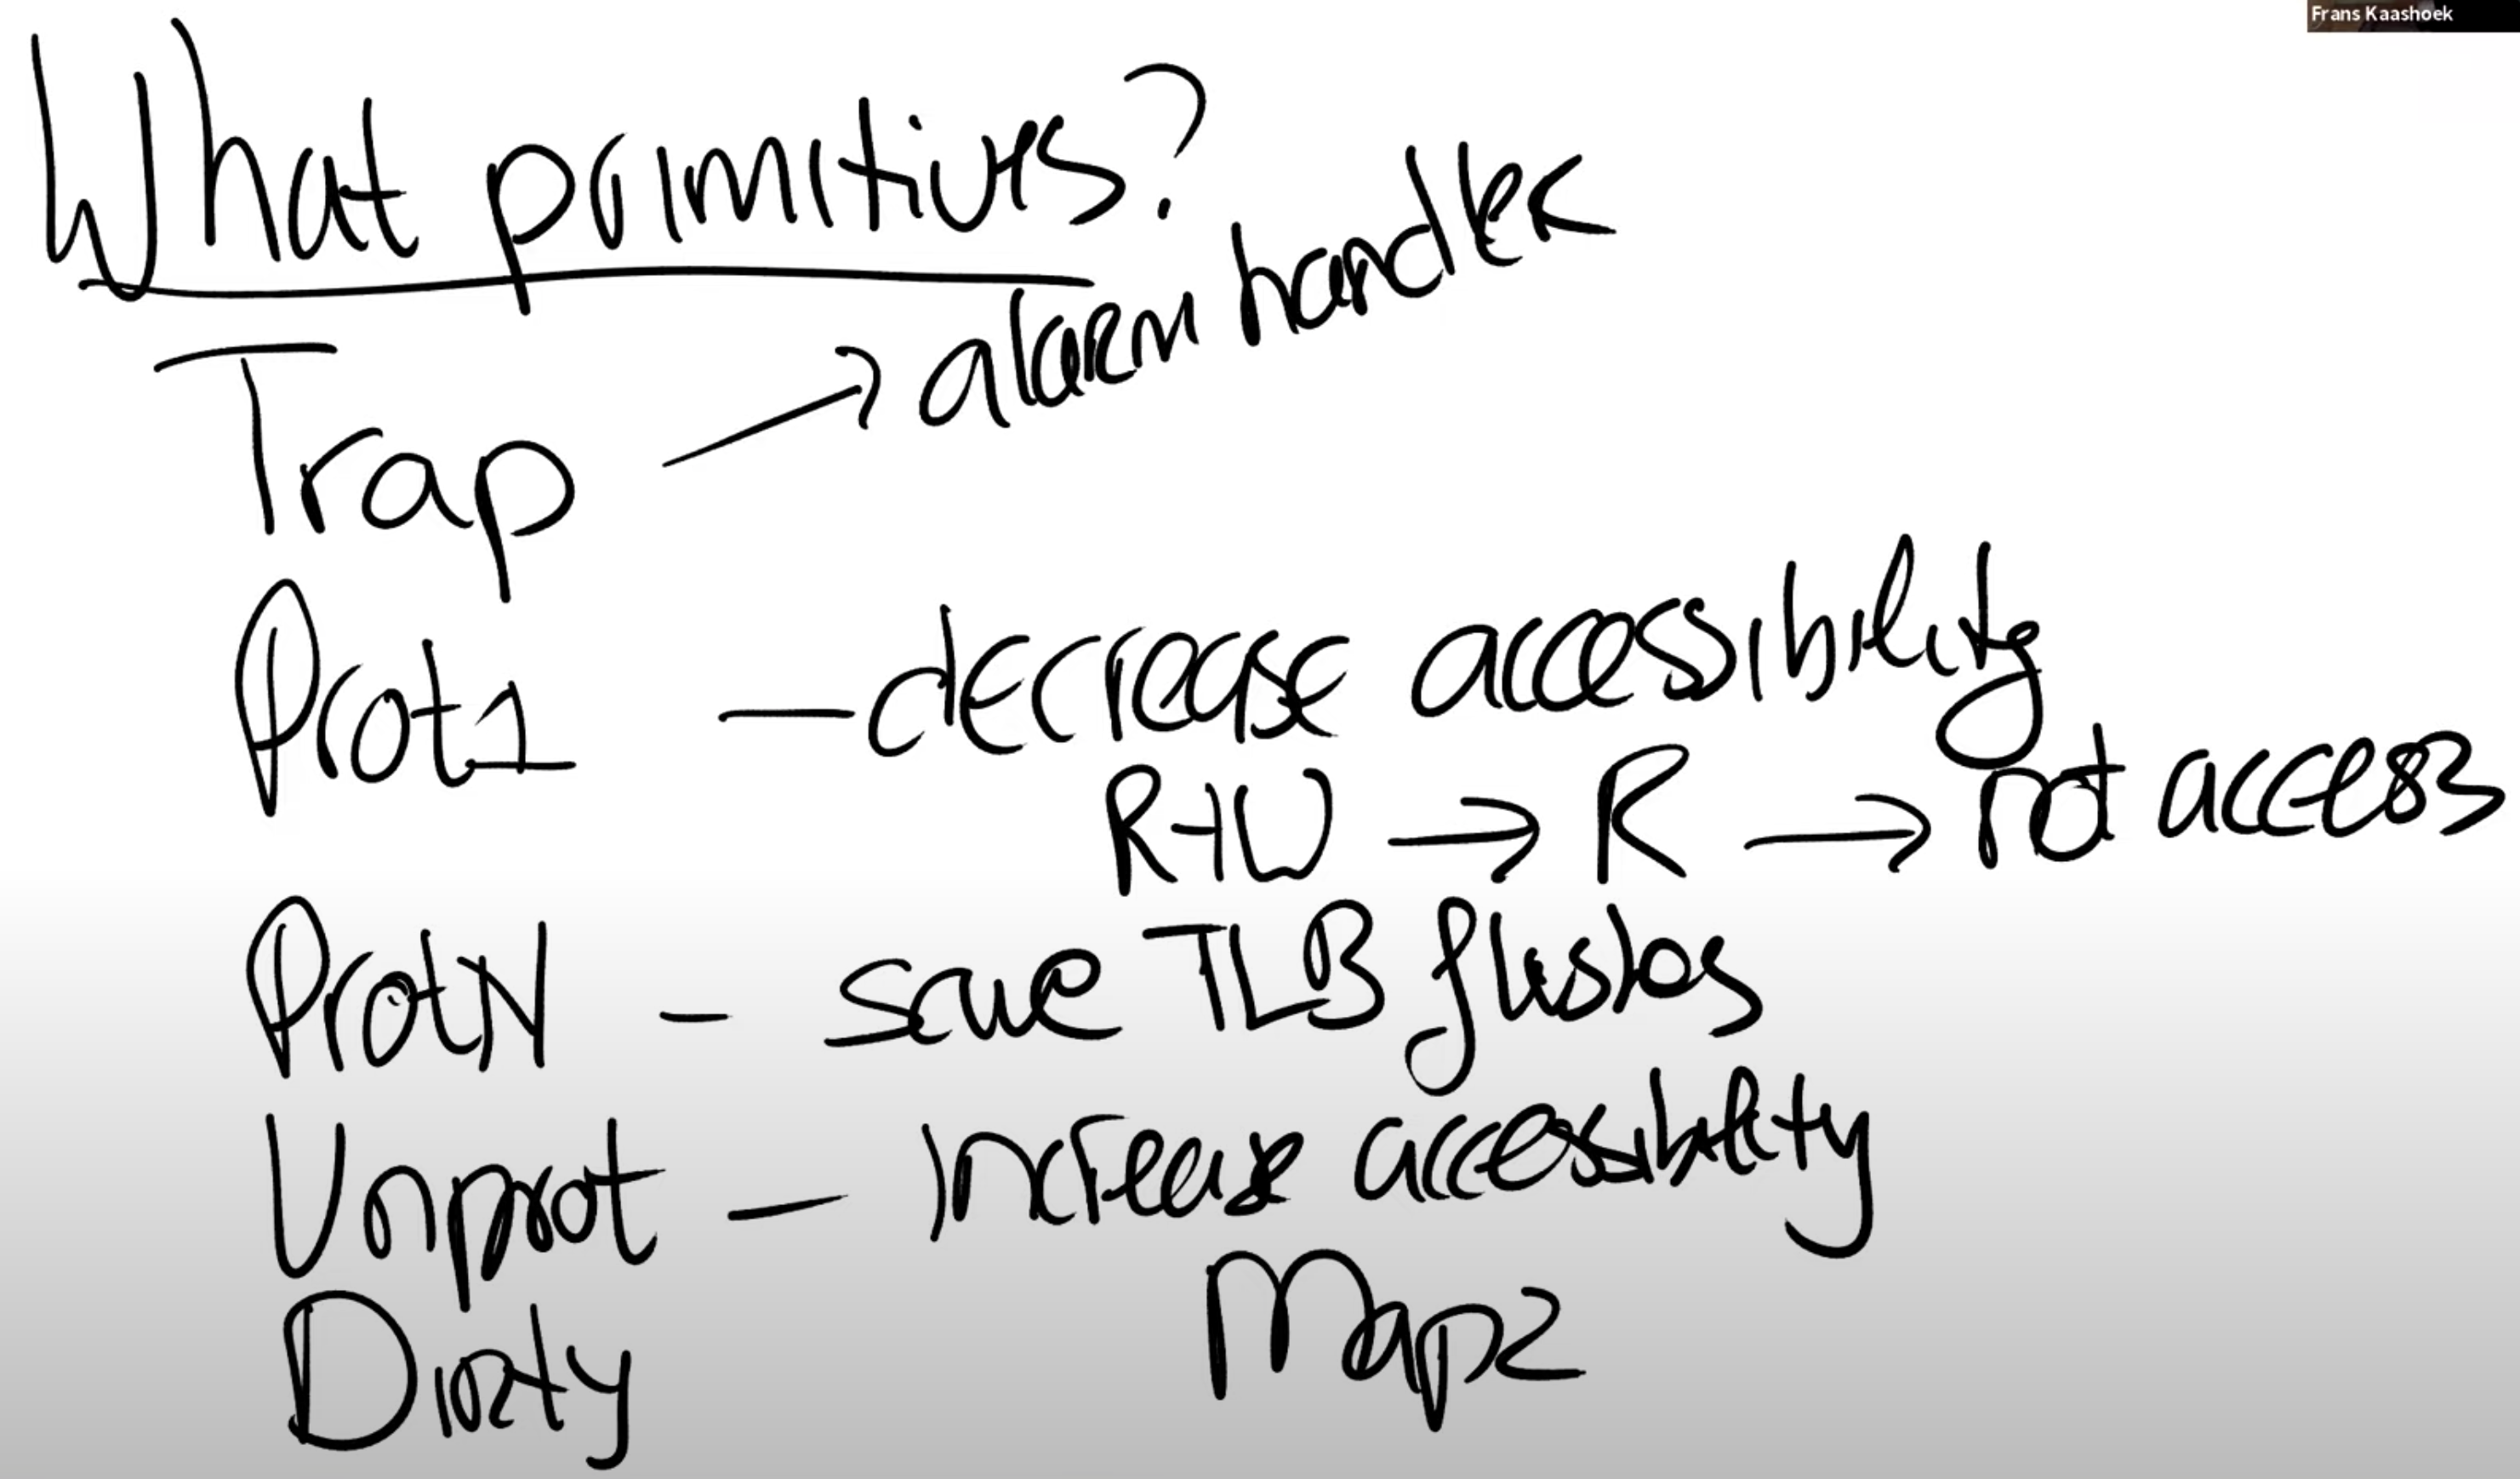 Frans Kaashoek
What primitives?
Trap → alarm handler
Prot1 — decrease accessibility
R+W → R → not access
ProtN — save TLB flushes
Unprot — increase accessibility
Dirty Map2